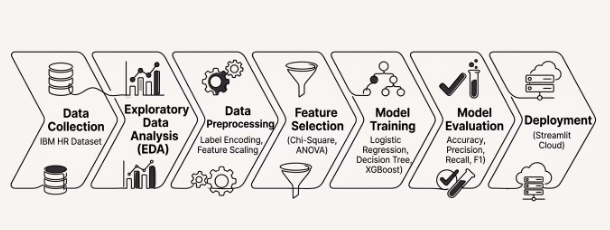 Data
Collection
IBM HR Dataset
Exploratory
Data
Analysis
(EDA)
Data
Preprocessing
Label Encoding,
Feature Scaling
Feature
Selection
(Chi-Square,
ANOVA)
Model
Training
Logistic
Regression,
Decision Tree,
XGBoost)
Model
Evaluation
Accuracy,
Precision,
Recall, F1)
Deployment
(Streamlit
Cloud)